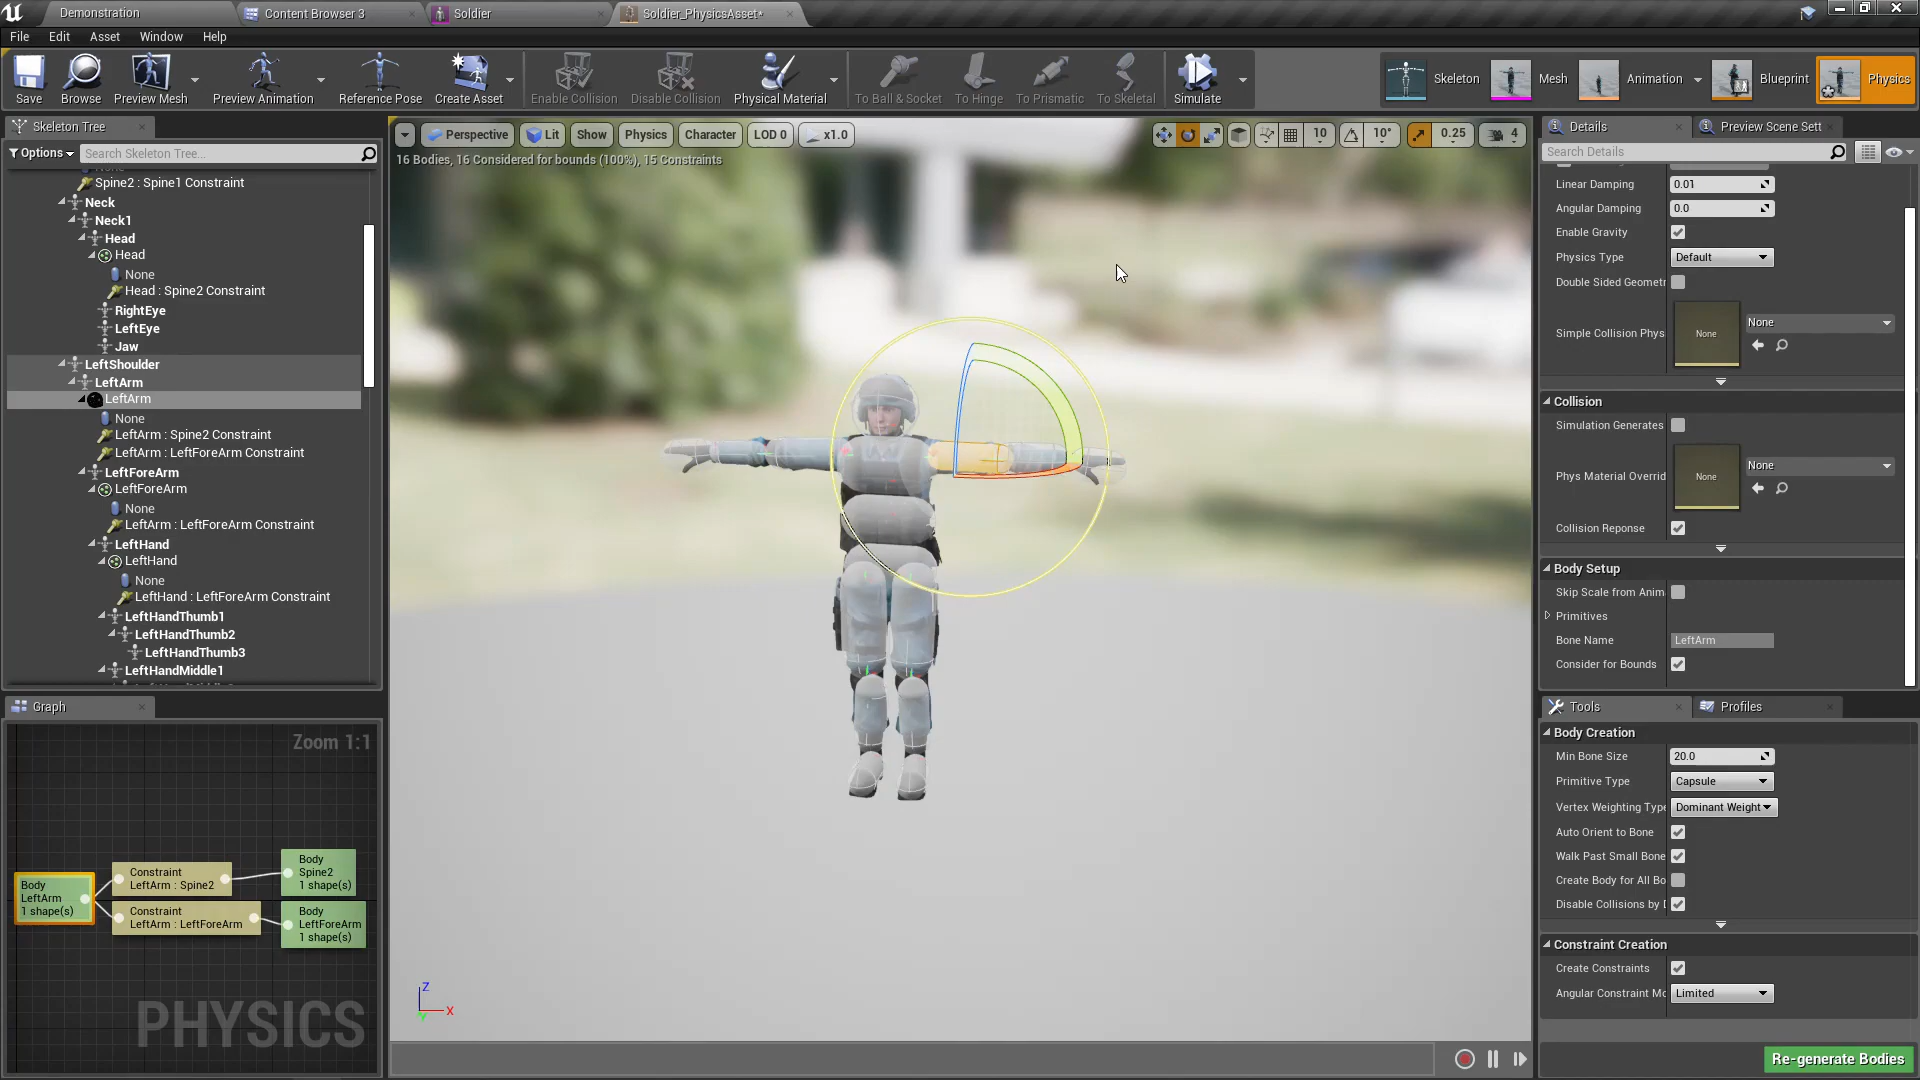 Demonstration
Content Browser 3
Soldier
Soldier_PhysicsAsset*
File Edit Asset Window Help
Save
Browse
Preview Mesh
Preview Animation
Reference Pose
Create Asset
Enable Collision
Disable Collision
Physical Material
To Ball & Socket
To Hinge
To Prismatic
To Skeletal
Simulate
Skeleton
Mesh
Animation
Blueprint
Physics
Skeleton Tree
Options
Search Skeleton Tree...
Spine2 : Spine1 Constraint
Neck
Neck1
Head
Head
None
Head : Spine2 Constraint
RightEye
LeftEye
Jaw
LeftShoulder
LeftArm
LeftArm
None
LeftArm : Spine2 Constraint
LeftArm : LeftForeArm Constraint
LeftForeArm
LeftForeArm
None
LeftArm : LeftForeArm Constraint
LeftHand
LeftHand
None
LeftHand : LeftForeArm Constraint
LeftHandThumb1
LeftHandThumb2
LeftHandThumb3
LeftHandMiddle1
Graph
Zoom 1:1
Body
LeftArm
1 shape(s)
Constraint
LeftArm : Spine2
Constraint
LeftArm : LeftForeArm
Body
Spine2
1 shape(s)
Body
LeftForeArm
1 shape(s)
PHYSICS
Perspective
Lit
Show
Physics
Character
LOD 0
x1.0
10
10°
0.25
4
16 Bodies, 16 Considered for bounds (100%), 15 Constraints
Z
X
Y
Details
Preview Scene Sett
Search Details
Linear Damping 0.01
Angular Damping 0.0
Enable Gravity
Physics Type Default
Double Sided Geometr
Simple Collision Phys None None
Collision
Simulation Generates
Phys Material Overrid None None
Collision Reponse
Body Setup
Skip Scale from Anim
Primitives
Bone Name LeftArm
Consider for Bounds
Tools
Profiles
Body Creation
Min Bone Size 20.0
Primitive Type Capsule
Vertex Weighting Type Dominant Weight
Auto Orient to Bone
Walk Past Small Bone
Create Body for All Bo
Disable Collisions by D
Constraint Creation
Create Constraints
Angular Constraint Mo Limited
Re-generate Bodies